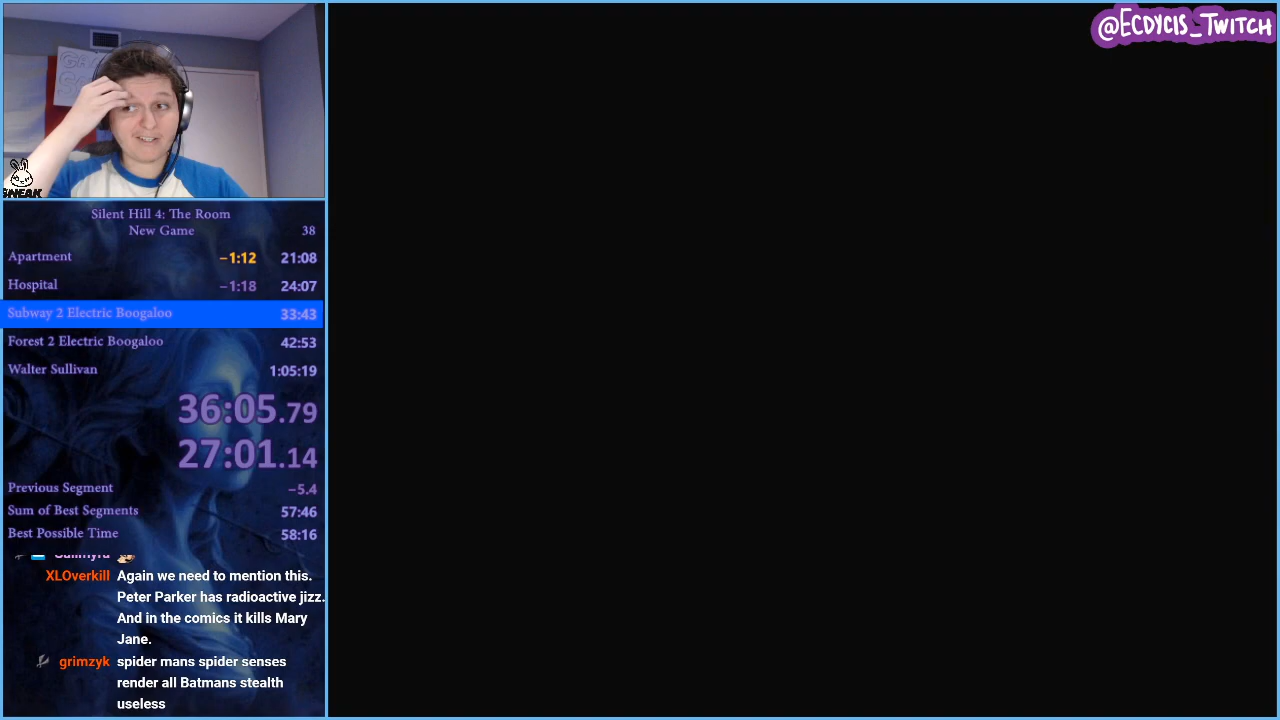 @ECDYCIS_TWITCH
SNEAK
Silent Hill 4: The Room
New Game 38
Apartment −1:12 21:08
Hospital −1:18 24:07
Subway 2 Electric Boogaloo 33:43
Forest 2 Electric Boogaloo 42:53
Walter Sullivan 1:05:19
36:05.79
27:01.14
Previous Segment −5.4
Sum of Best Segments 57:46
Best Possible Time 58:16
XLOverkill Again we need to mention this.
Peter Parker has radioactive jizz.
And in the comics it kills Mary
Jane.
grimzyk spider mans spider senses
render all Batmans stealth
useless